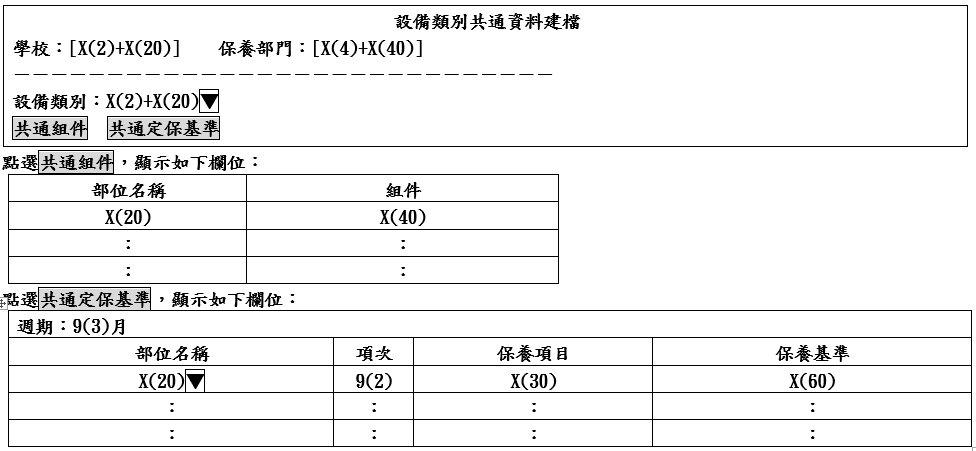 設備類別共通資料建檔
學校：[X(2)+X(20)]　保養部門：[X(4)+X(40)]
－－－－－－－－－－－－－－－－－－－－－－－－－－－－－
設備類別：X(2)+X(20)▼
共通組件　共通定保基準
點選共通組件，顯示如下欄位：
部位名稱　組件
X(20)　X(40)
：　：
：　：
點選共通定保基準，顯示如下欄位：
週期：9(3)月
部位名稱　項次　保養項目　保養基準
X(20)▼　9(2)　X(30)　X(60)
：　：　：　：
：　：　：　：